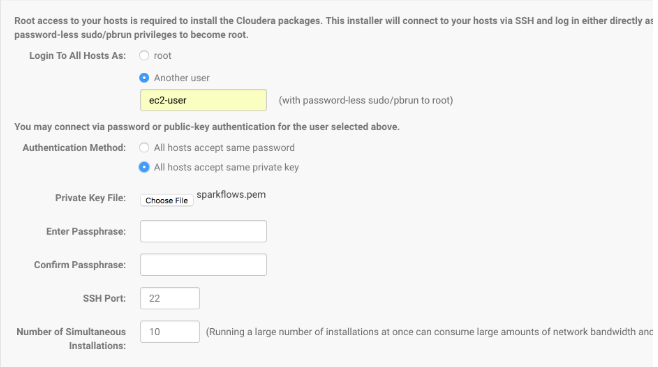 Root access to your hosts is required to install the Cloudera packages. This installer will connect to your hosts via SSH and log in either directly as
password-less sudo/pbrun privileges to become root.
Login To All Hosts As: root
Another user
ec2-user (with password-less sudo/pbrun to root)
You may connect via password or public-key authentication for the user selected above.
Authentication Method: All hosts accept same password
All hosts accept same private key
Private Key File: Choose File sparkflows.pem
Enter Passphrase:
Confirm Passphrase:
SSH Port: 22
Number of Simultaneous 10 (Running a large number of installations at once can consume large amounts of network bandwidth and
Installations: